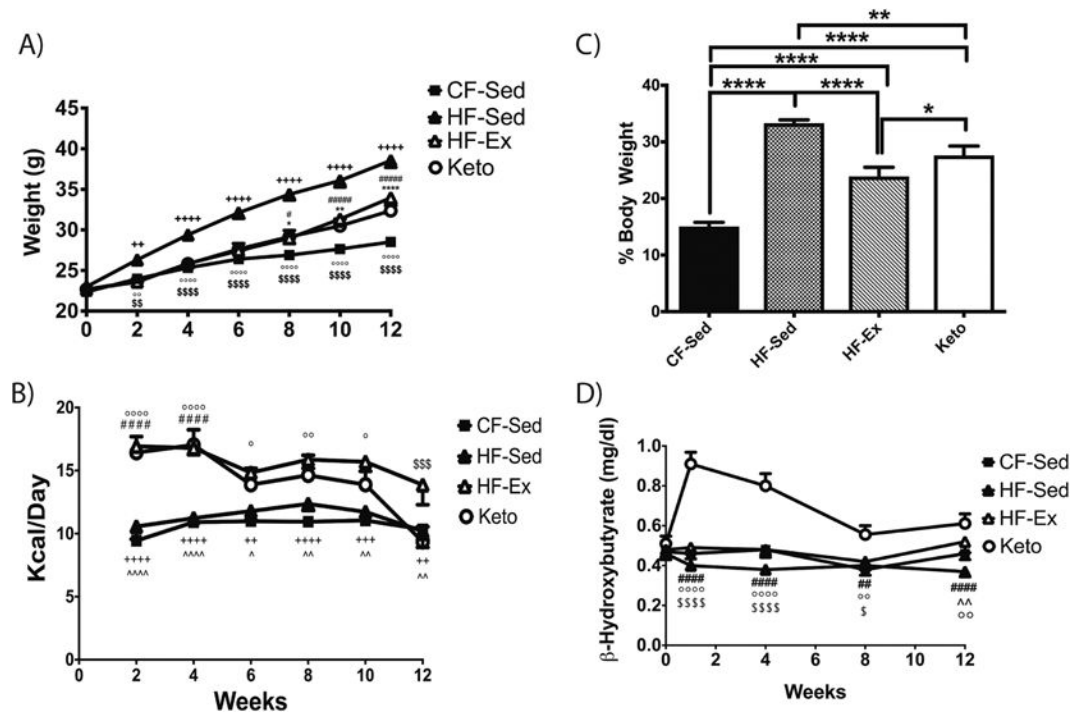 A)
CF-Sed
HF-Sed
HF-Ex
Keto
Weight (g)
45
40
35
30
25
20
++
++++
++++
++++
++++
++++
#
*
#####
**
#####
****
°°
$$
°°°°
$$$$
°°°°
$$$$
°°°°
$$$$
°°°°
$$$$
°°°°
$$$$
0 2 4 6 8 10 12
C)
**
****
****
**** ****
*
% Body Weight
40
30
20
10
0
CF-Sed HF-Sed HF-Ex Keto
B)
Kcal/Day
20
15
10
5
0
°°°° °°°°
#### ####
° °° ° $$$
CF-Sed
HF-Sed
HF-Ex
Keto
++++ ++++ ++ ++++ +++ ++
^^^^ ^^^^ ^ ^^ ^^ ^^
2 4 6 8 10 12
Weeks
D)
β-Hydroxybutyrate (mg/dl)
1.0
0.8
0.6
0.4
0.2
0.0
CF-Sed
HF-Sed
HF-Ex
Keto
#### #### ## ####
°°°° °°°° °° ^^
$$$$ $$$$ $ °°
0 2 4 6 8 10 12
Weeks